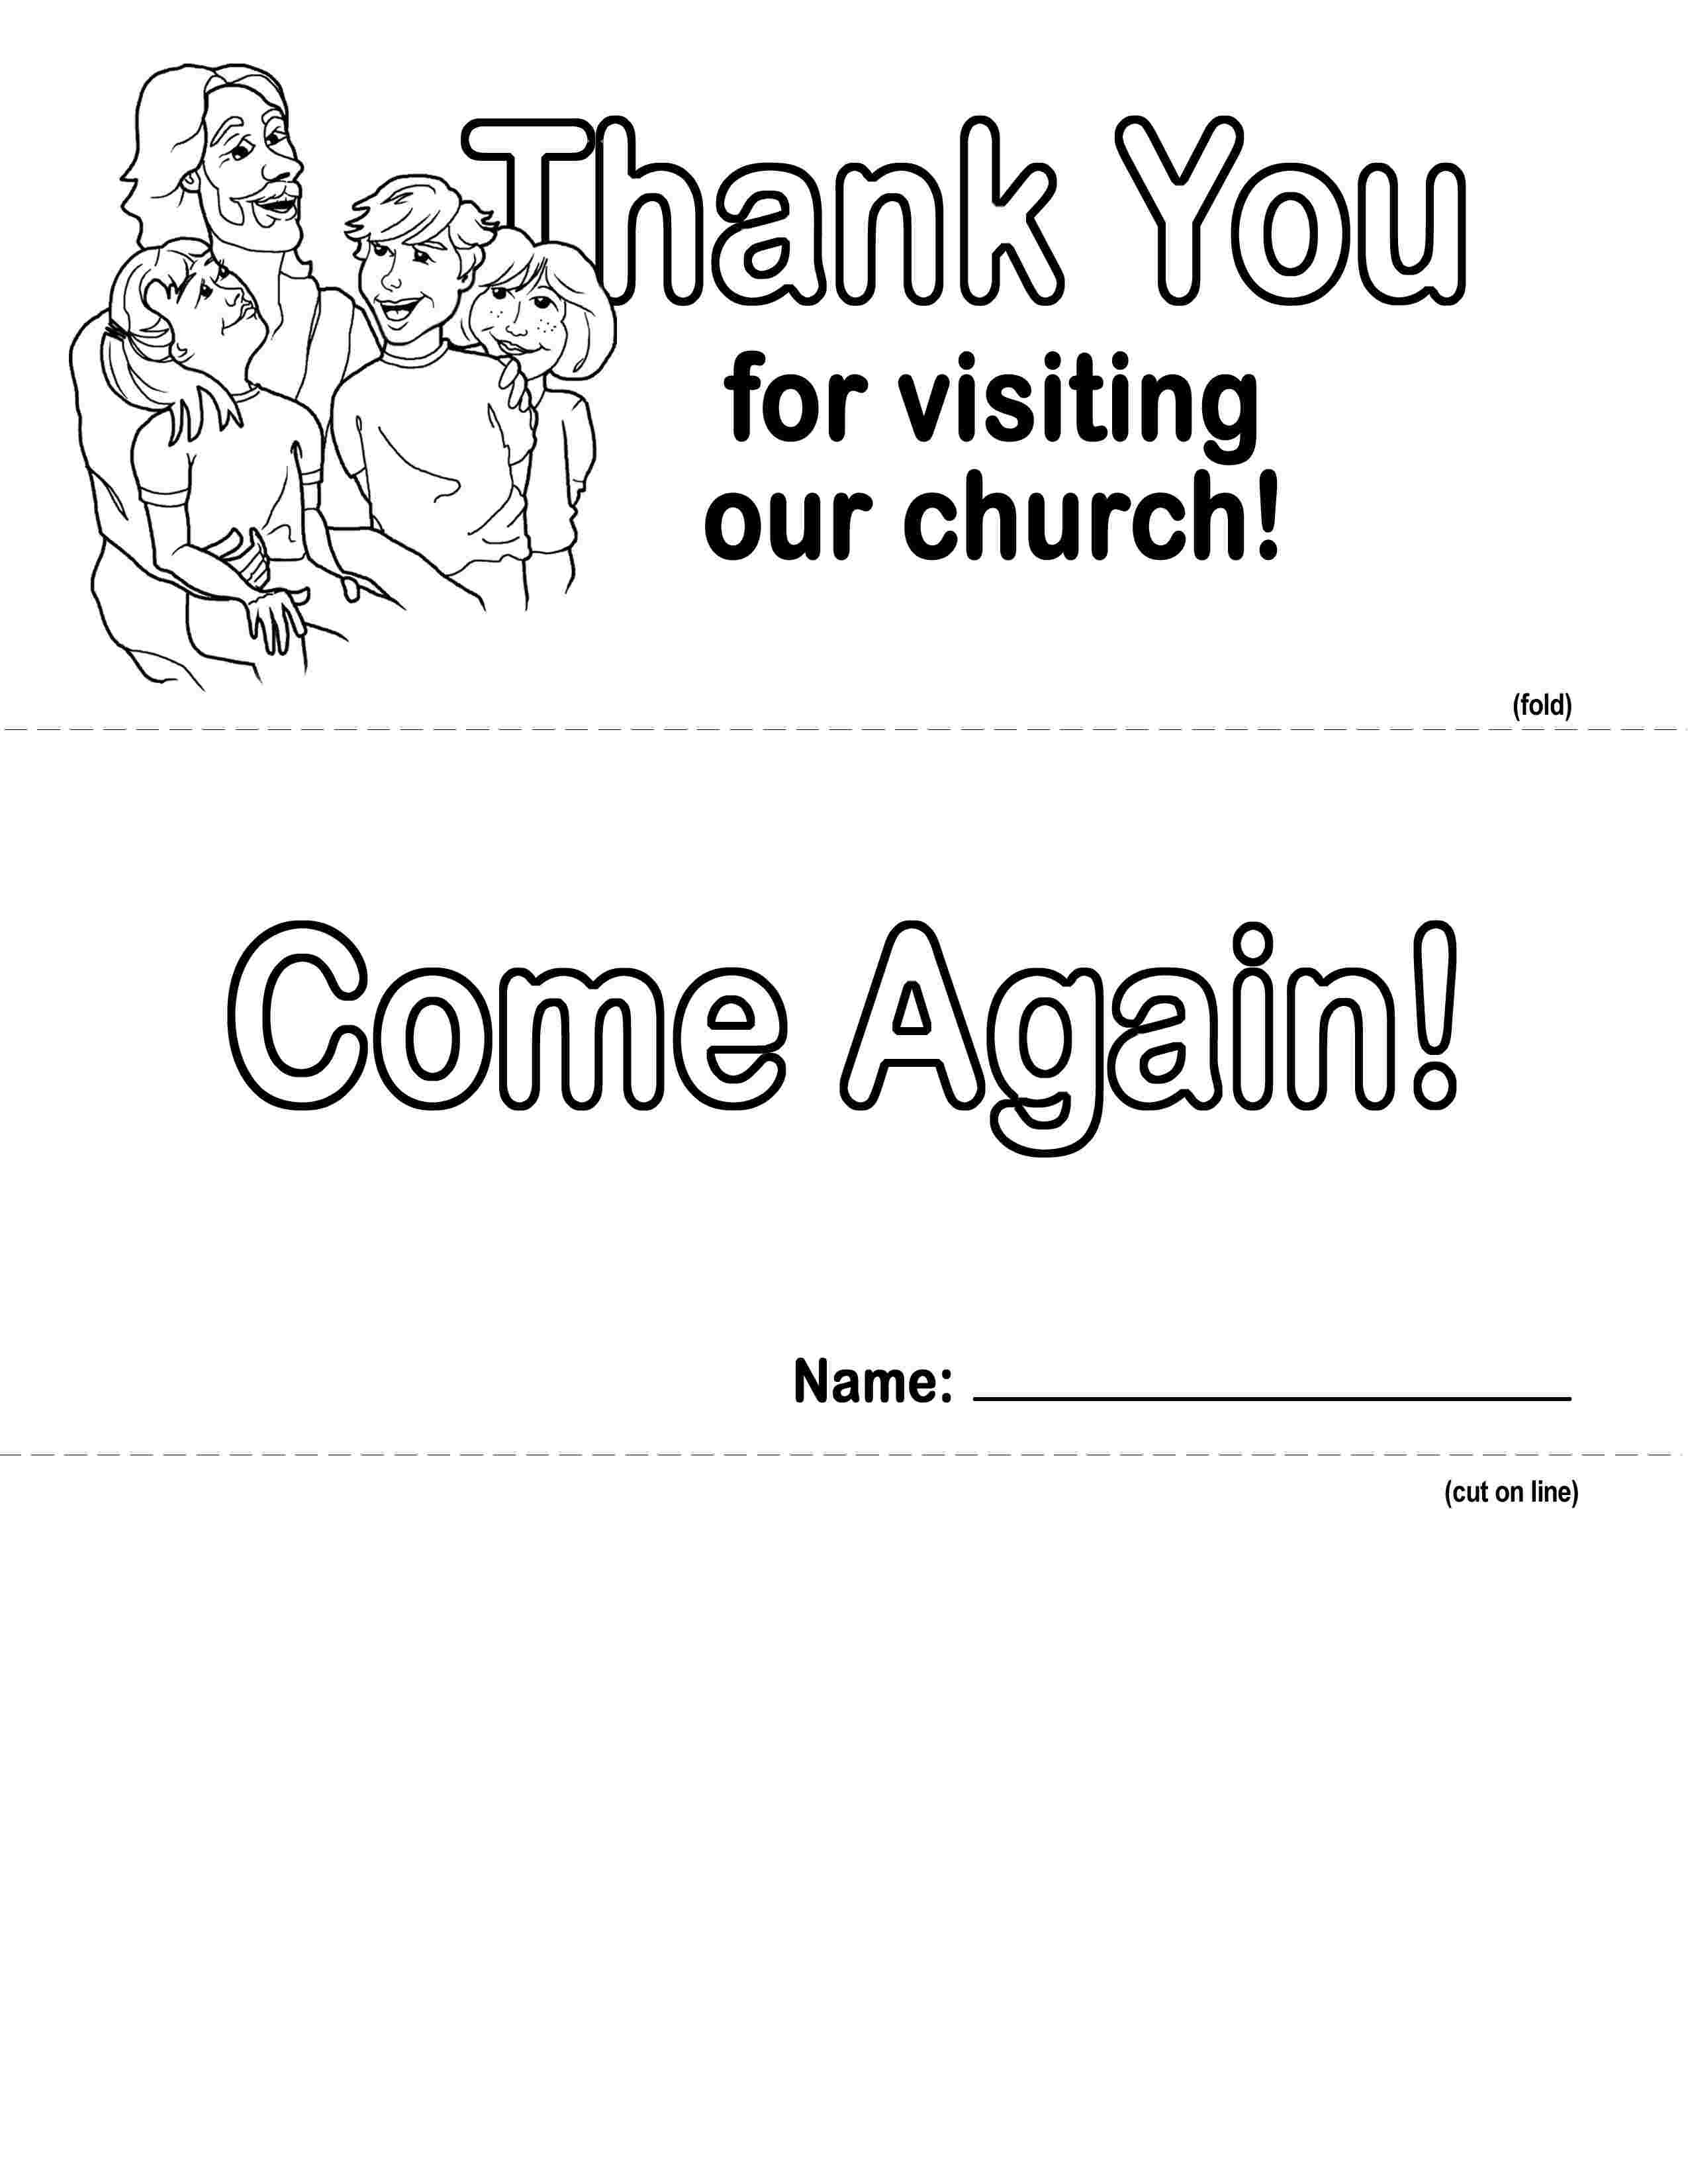 Thank You
for visiting
our church!
(fold)
Come Again!
Name:
(cut on line)